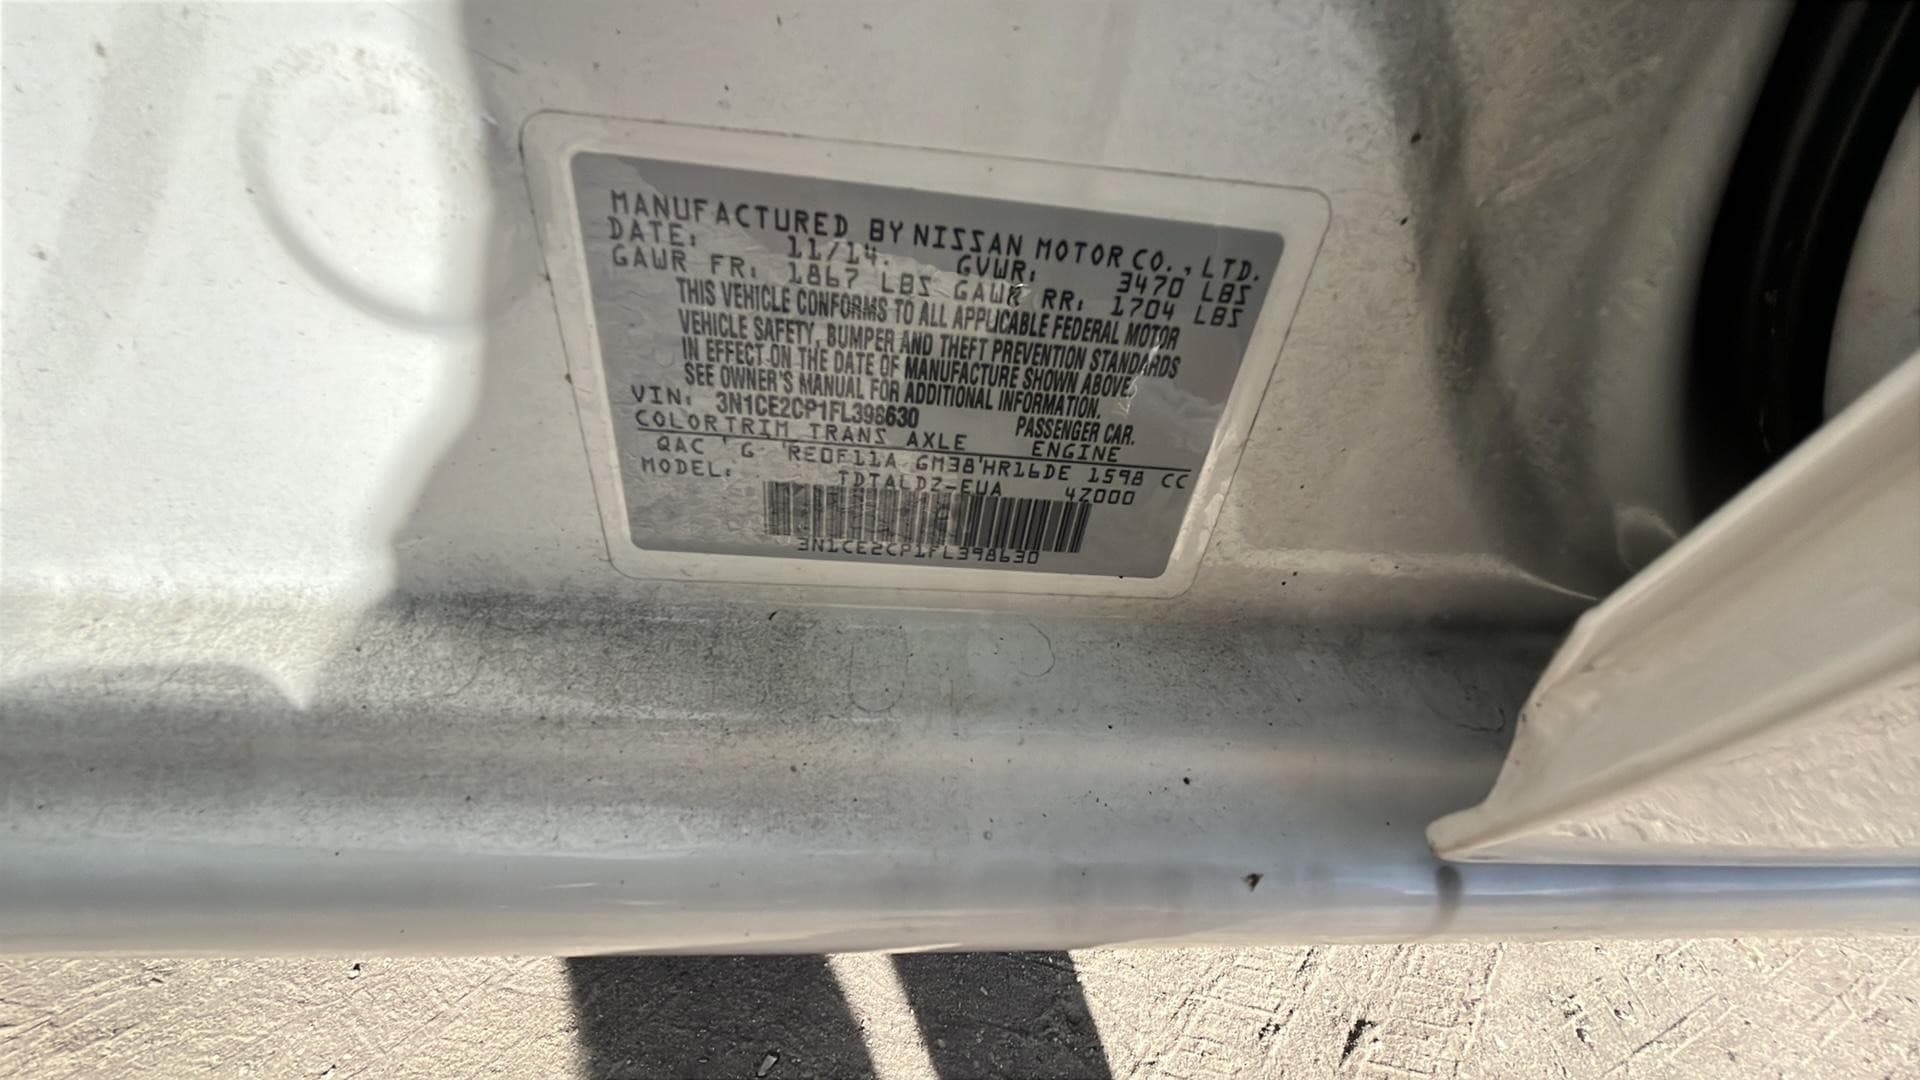 MANUFACTURED BY NISSAN MOTOR CO., LTD.
DATE: 11/14. GVWR: 3470 LBS
GAWR FR: 1867 LBS GAWR RR: 1704 LBS
THIS VEHICLE CONFORMS TO ALL APPLICABLE FEDERAL MOTOR
VEHICLE SAFETY, BUMPER AND THEFT PREVENTION STANDARDS
IN EFFECT ON THE DATE OF MANUFACTURE SHOWN ABOVE,
SEE OWNER'S MANUAL FOR ADDITIONAL INFORMATION.
VIN: 3N1CE2CP1FL398630 PASSENGER CAR.
COLOR TRIM TRANS AXLE ENGINE
QAC G RE0F11A GM38 HR16DE 1598 CC
MODEL: TDTALDZ-EUA 4Z000
3N1CE2CP1FL398630